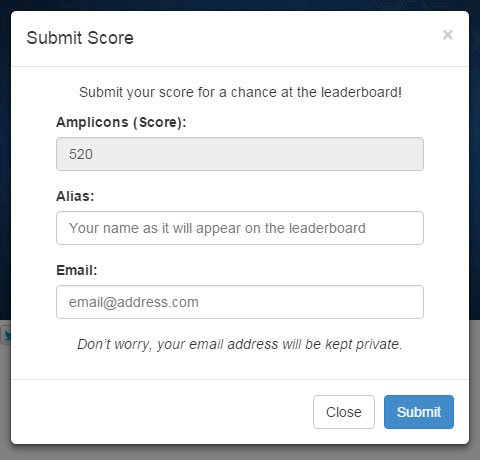 Submit Score
×
Submit your score for a chance at the leaderboard!
Amplicons (Score):
520
Alias:
Your name as it will appear on the leaderboard
Email:
email@address.com
Don't worry, your email address will be kept private.
Close
Submit